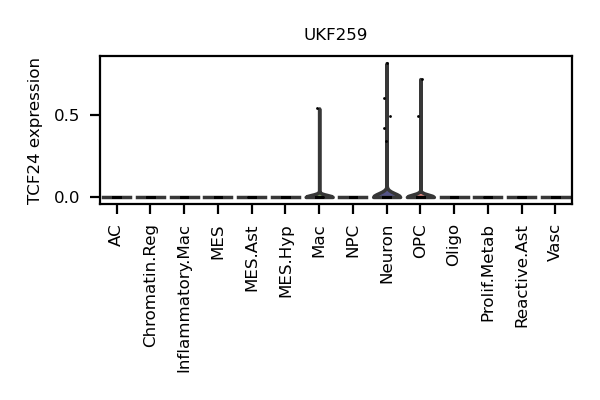 UKF259
TCF24 expression
0.5
0.0
AC
Chromatin.Reg
Inflammatory.Mac
MES
MES.Ast
MES.Hyp
Mac
NPC
Neuron
OPC
Oligo
Prolif.Metab
Reactive.Ast
Vasc